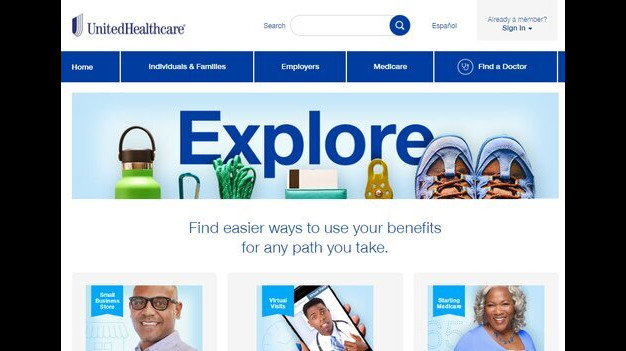 UnitedHealthcare
Search
Español
Already a member?
Sign In
Home
Individuals & Families
Employers
Medicare
Find a Doctor
Explore
Find easier ways to use your benefits
for any path you take.
Small
Business
Store
Virtual
Visits
Starting
Medicare